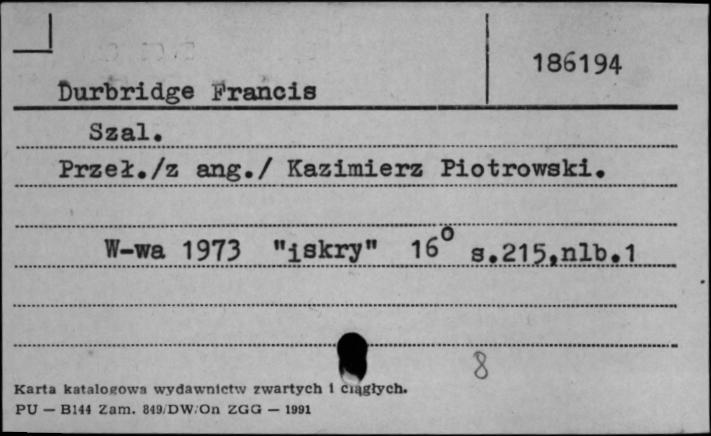 186194
Durbridge Francis
Szal.
Przeł./z ang./ Kazimierz Piotrowski.
W-wa 1973 "iskry" 16º s.215,nlb.1
8
Karta katalogowa wydawnictw zwartych i ciągłych.
PU — B144 Zam. 849/DW/On ZGG — 1991